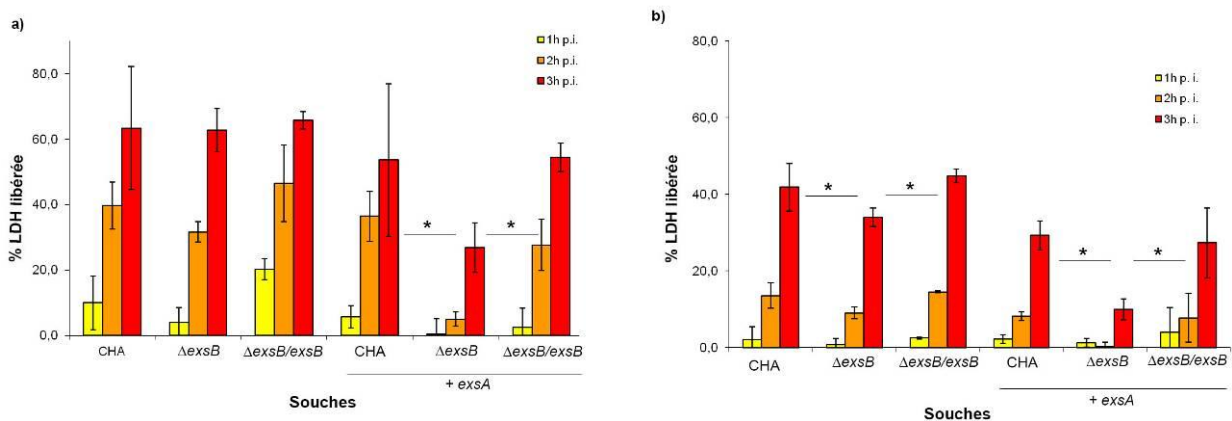 a)
% LDH libérée
80,0
60,0
40,0
20,0
0,0
1h p.i.
2h p.i.
3h p.i.
* *
CHA ΔexsB ΔexsB/exsB CHA ΔexsB ΔexsB/exsB
+ exsA
Souches
b)
% LDH libérée
80,0
60,0
40,0
20,0
0,0
1h p. i.
2h p. i.
3h p. i.
* *
* *
CHA ΔexsB ΔexsB/exsB CHA ΔexsB ΔexsB/exsB
+ exsA
Souches